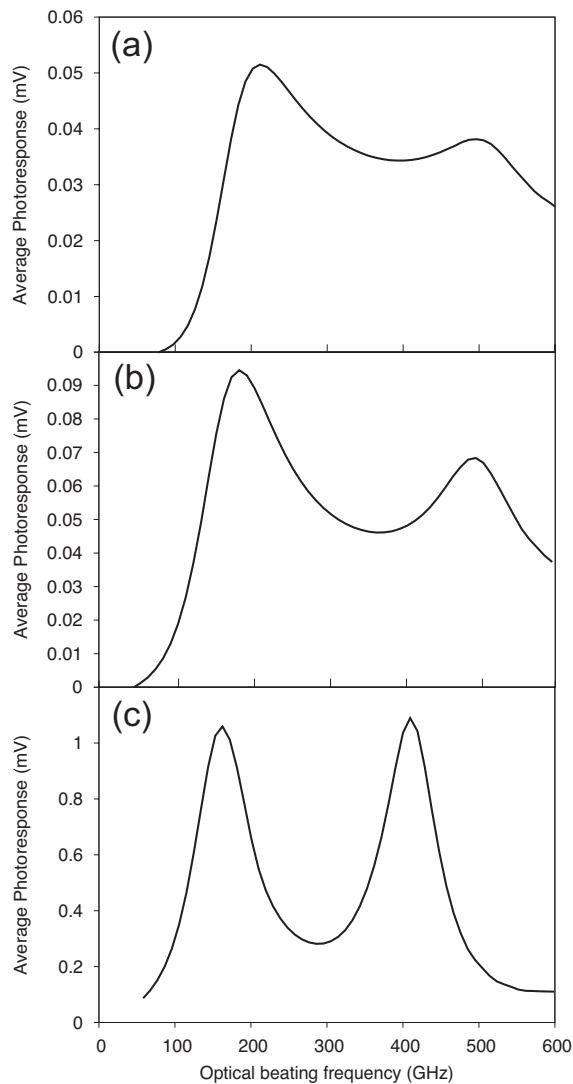 (a)
Average Photoresponse (mV)
0.06
0.05
0.04
0.03
0.02
0.01
0
(b)
Average Photoresponse (mV)
0.09
0.08
0.07
0.06
0.05
0.04
0.03
0.02
0.01
0
(c)
Average Photoresponse (mV)
1
0.8
0.6
0.4
0.2
0
0 100 200 300 400 500 600
Optical beating frequency (GHz)